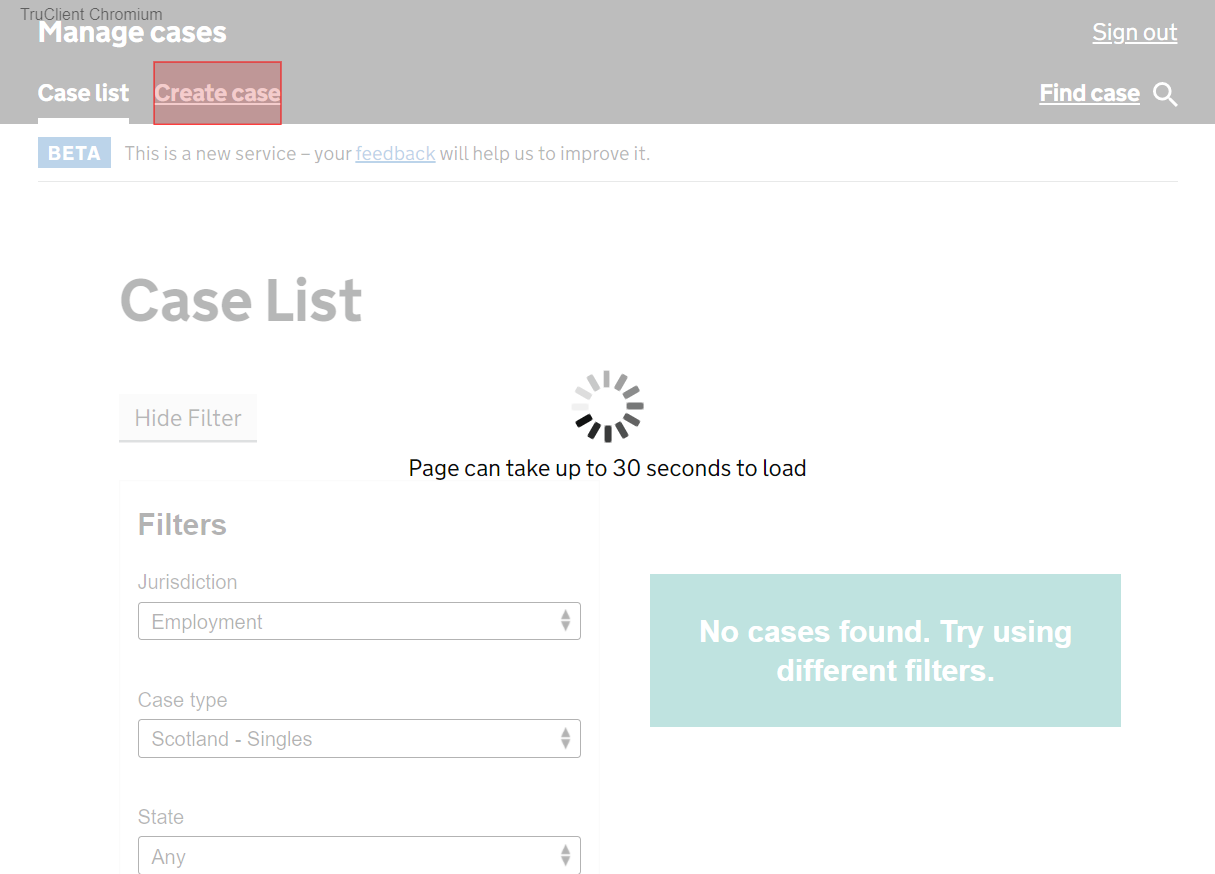 TruClient Chromium
Manage cases
Sign out
Case list
Create case
Find case
BETA
This is a new service – your feedback will help us to improve it.
Case List
Hide Filter
Page can take up to 30 seconds to load
Filters
Jurisdiction
Employment
No cases found. Try using
different filters.
Case type
Scotland - Singles
State
Any